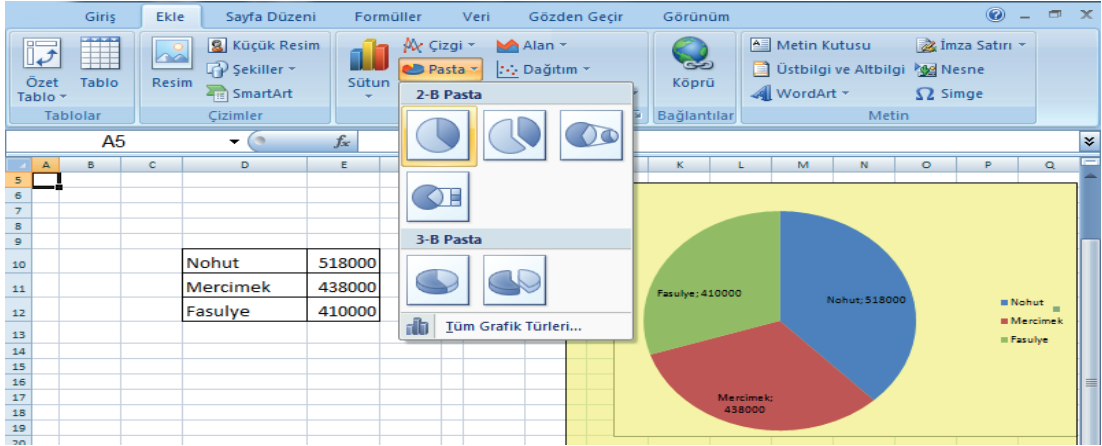 Giriş Ekle Sayfa Düzeni Formüller Veri Gözden Geçir Görünüm
Özet Tablo
Tablo
Resim
Küçük Resim
Şekiller
SmartArt
Sütun
Çizgi
Pasta
Alan
Dağıtım
Köprü
Metin Kutusu
Üstbilgi ve Altbilgi
WordArt
İmza Satırı
Nesne
Ω Simge
Tablolar Çizimler Bağlantılar Metin
2-B Pasta
3-B Pasta
Tüm Grafik Türleri...
A5 fx
A B C D E K L M N O P Q
5
6
7
8
9
10 Nohut 518000
11 Mercimek 438000
12 Fasulye 410000
13
14
15
16
17
18
19
20
Fasulye; 410000
Nohut; 518000
Mercimek;
438000
Nohut
Mercimek
Fasulye